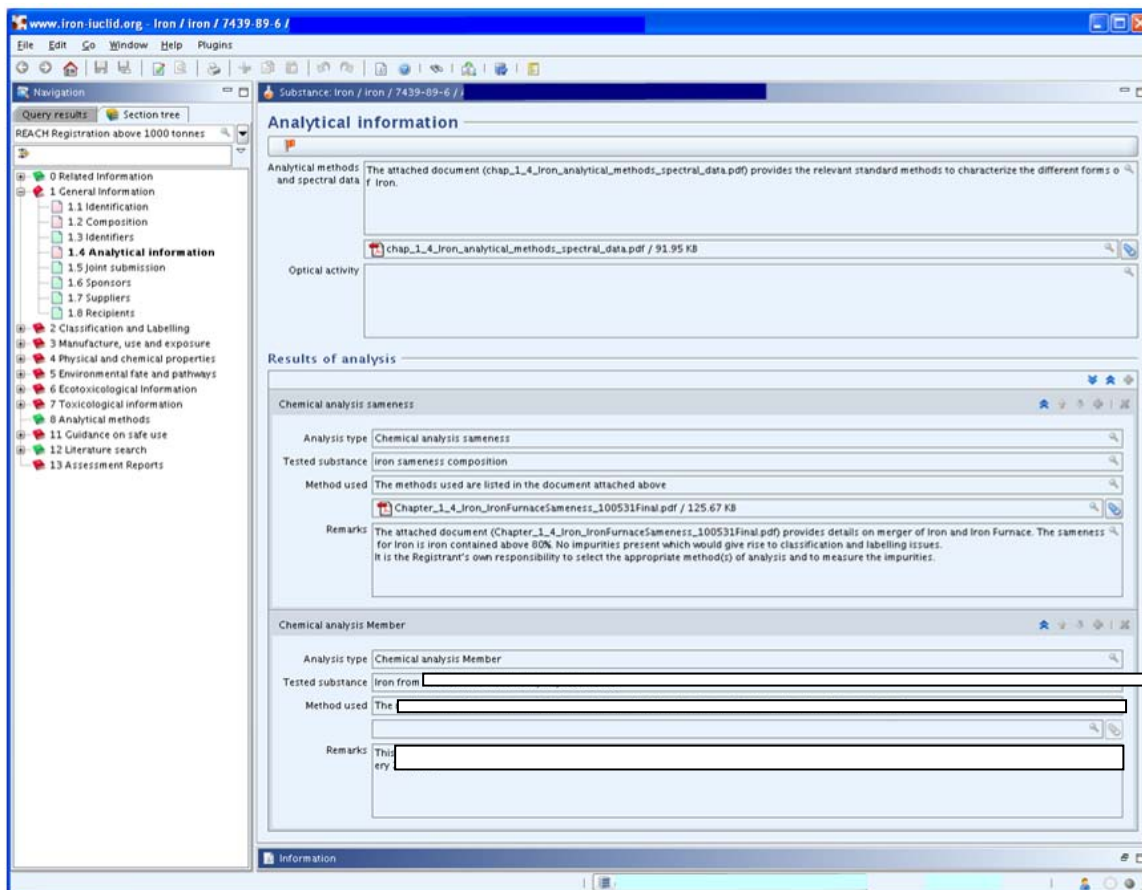 www.iron-iuclid.org - Iron / iron / 7439-89-6 /
File Edit Go Window Help Plugins
Navigation
Query results Section tree
REACH Registration above 1000 tonnes
0 Related Information
1 General Information
1.1 Identification
1.2 Composition
1.3 Identifiers
1.4 Analytical information
1.5 Joint submission
1.6 Sponsors
1.7 Suppliers
1.8 Recipients
2 Classification and Labelling
3 Manufacture, use and exposure
4 Physical and chemical properties
5 Environmental fate and pathways
6 Ecotoxicological Information
7 Toxicological information
8 Analytical methods
11 Guidance on safe use
12 Literature search
13 Assessment Reports
Substance: Iron / iron / 7439-89-6 /
Analytical information
Analytical methods and spectral data
The attached document (chap_1_4_Iron_analytical_methods_spectral_data.pdf) provides the relevant standard methods to characterize the different forms o
f Iron.
chap_1_4_Iron_analytical_methods_spectral_data.pdf / 91.95 KB
Optical activity
Results of analysis
Chemical analysis sameness
Analysis type Chemical analysis sameness
Tested substance iron sameness composition
Method used The methods used are listed in the document attached above
Chapter_1_4_Iron_IronFurnaceSameness_100531Final.pdf / 125.67 KB
Remarks The attached document (Chapter_1_4_Iron_IronFurnaceSameness_100531Final.pdf) provides details on merger of Iron and Iron Furnace. The sameness
for Iron is iron contained above 80%. No impurities present which would give rise to classification and labelling issues.
It is the Registrant's own responsibility to select the appropriate method(s) of analysis and to measure the impurities.
Chemical analysis Member
Analysis type Chemical analysis Member
Tested substance Iron from
Method used The
Remarks This
ery
Information